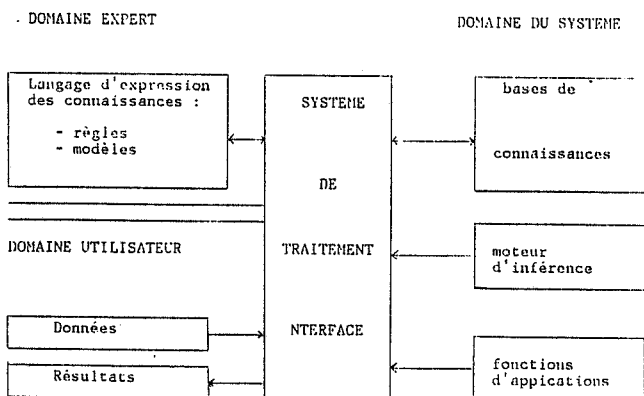 . DOMAINE EXPERT
DOMAINE DU SYSTEME
Langage d'expression
des connaissances :
- règles
- modèles
SYSTEME
DE
TRAITEMENT
NTERFACE
bases de
connaissances
DOMAINE UTILISATEUR
moteur
d'inférence
Données
Résultats
fonctions
d'appications